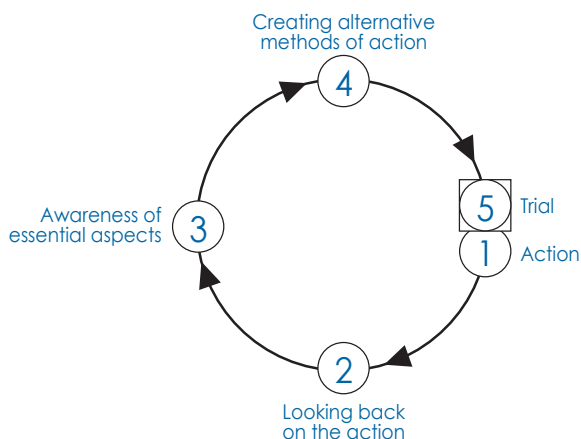 Creating alternative
methods of action
4
5
Trial
Awareness of
essential aspects
3
1
Action
2
Looking back
on the action